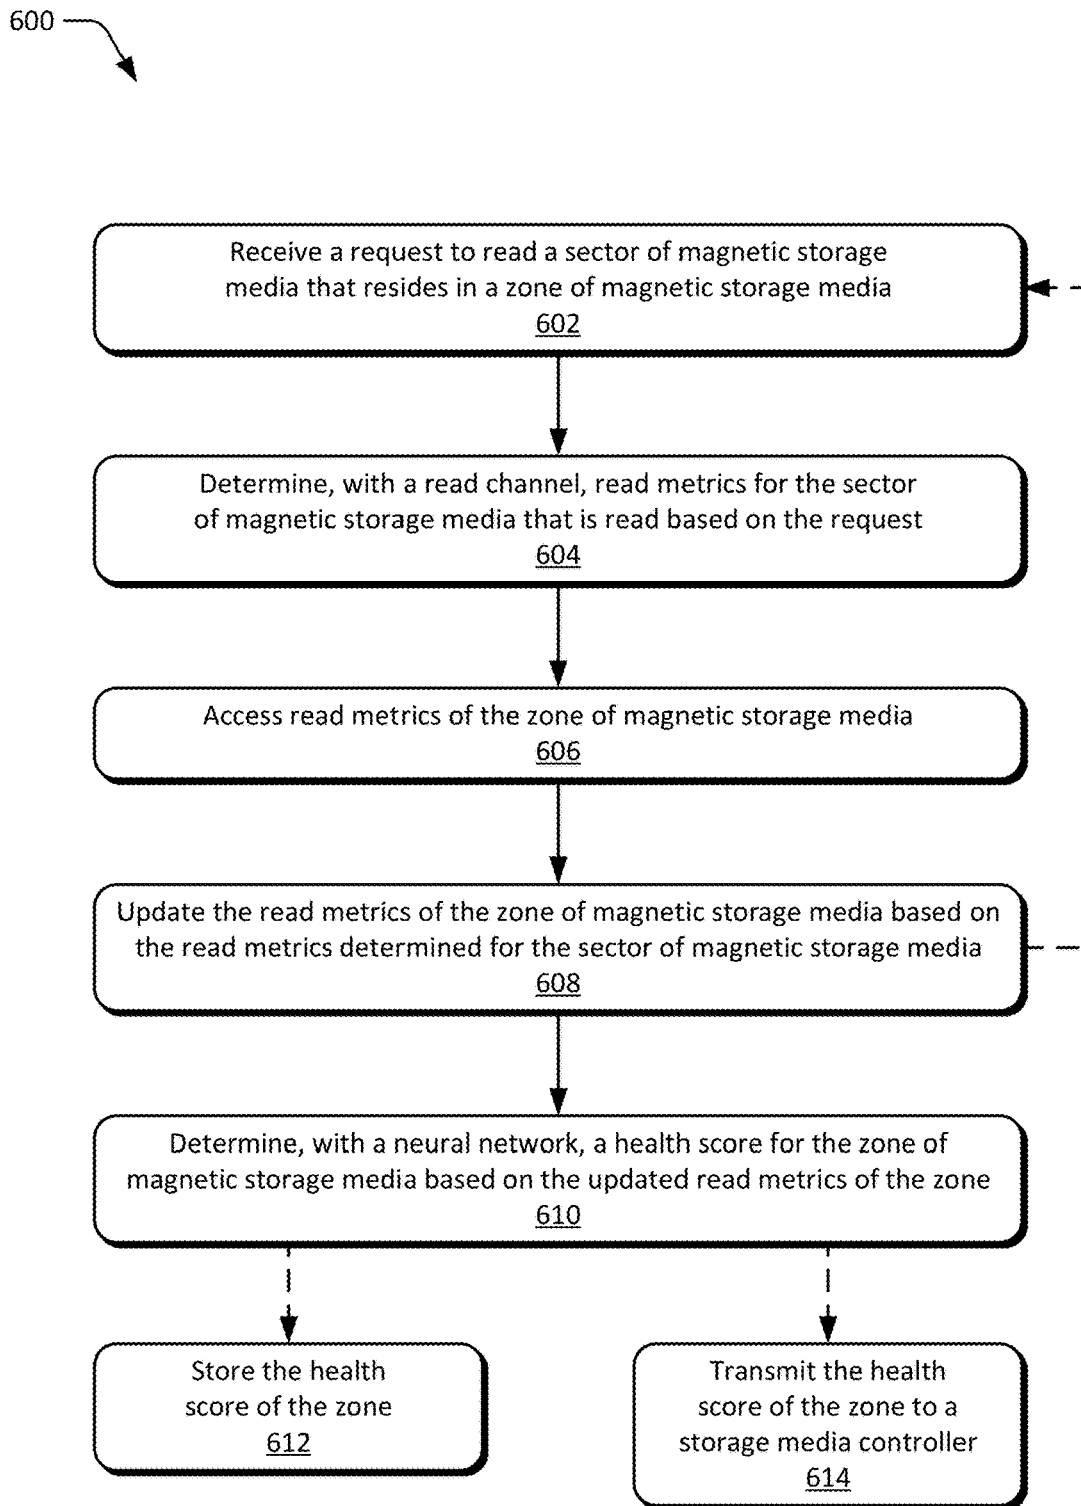 600
Receive a request to read a sector of magnetic storage
media that resides in a zone of magnetic storage media
602
Determine, with a read channel, read metrics for the sector
of magnetic storage media that is read based on the request
604
Access read metrics of the zone of magnetic storage media
606
Update the read metrics of the zone of magnetic storage media based on
the read metrics determined for the sector of magnetic storage media
608
Determine, with a neural network, a health score for the zone of
magnetic storage media based on the updated read metrics of the zone
610
Store the health
score of the zone
612
Transmit the health
score of the zone to a
storage media controller
614